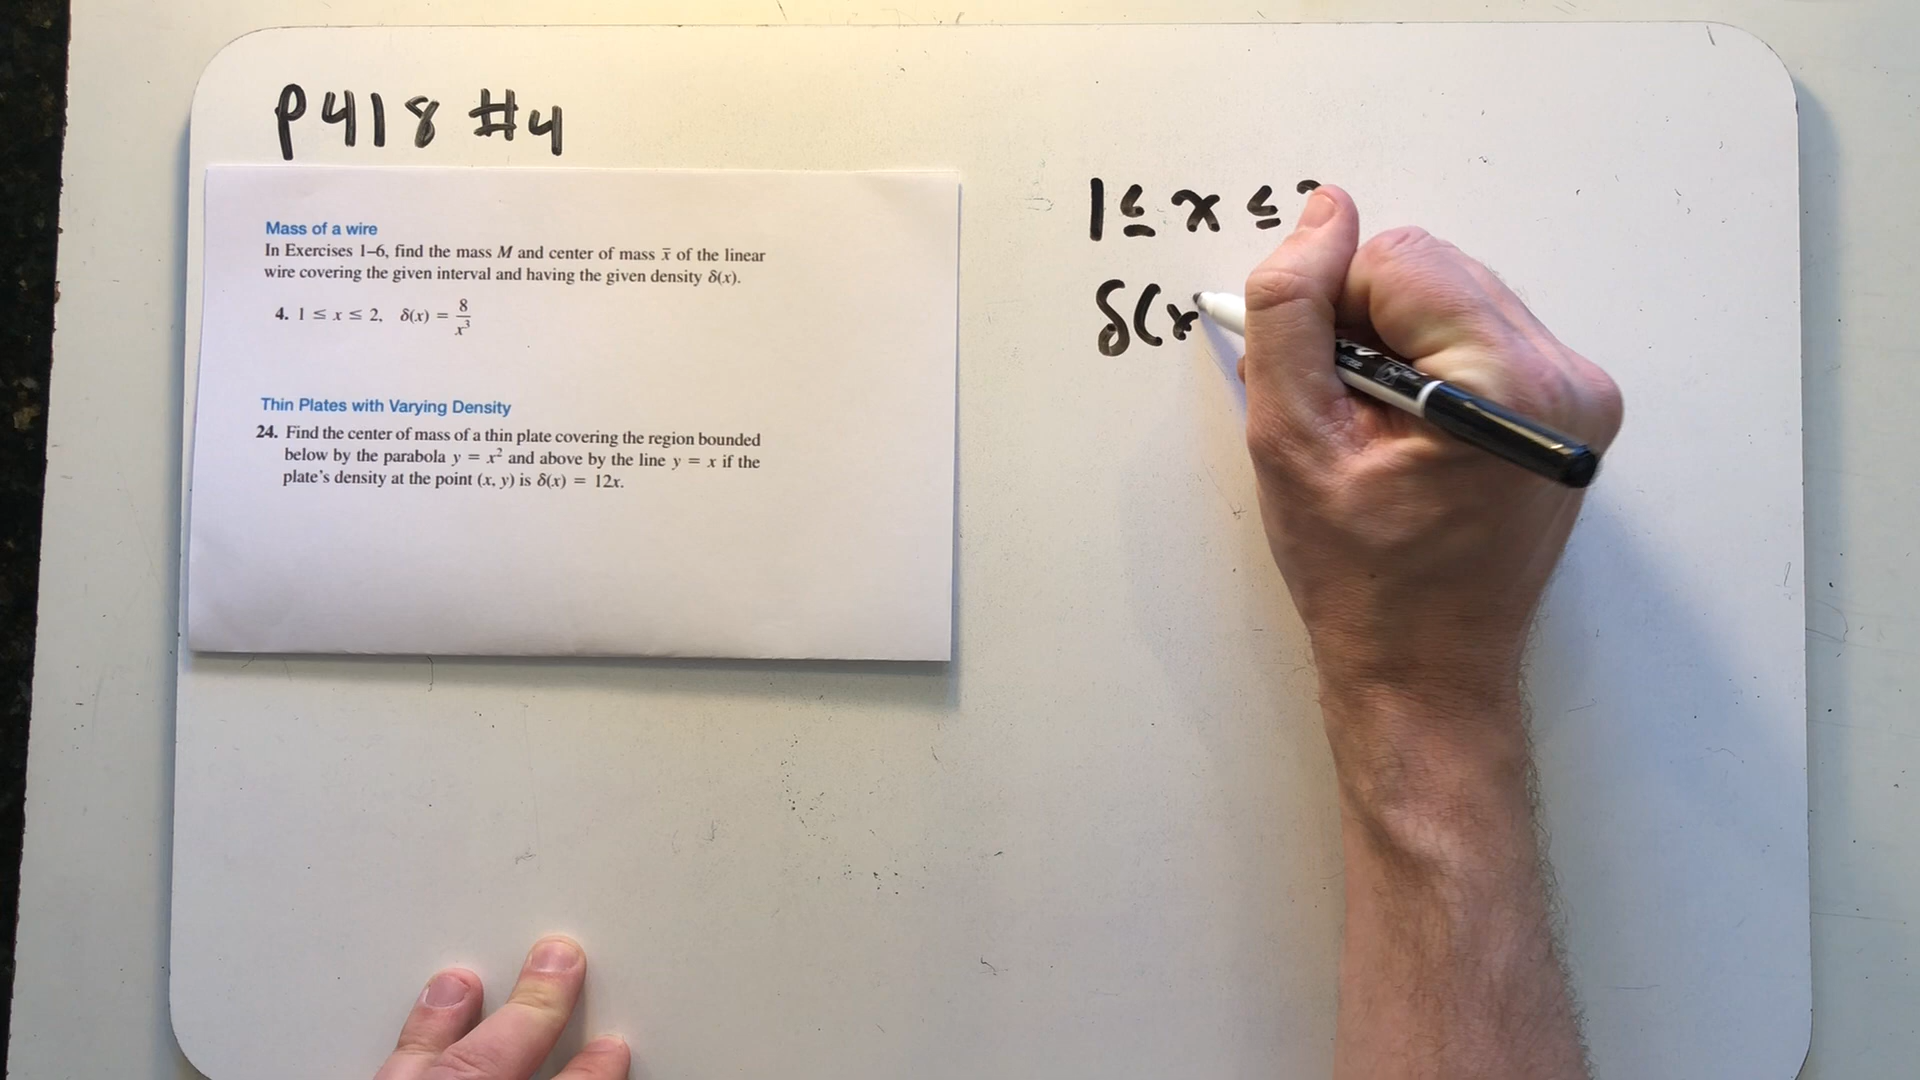 P418 #4
Mass of a wire
In Exercises 1–6, find the mass M and center of mass x̄ of the linear
wire covering the given interval and having the given density δ(x).
4. 1 ≤ x ≤ 2, δ(x) = 8/x³
Thin Plates with Varying Density
24. Find the center of mass of a thin plate covering the region bounded
below by the parabola y = x² and above by the line y = x if the
plate's density at the point (x, y) is δ(x) = 12x.
1 ≤ x ≤
δ(x